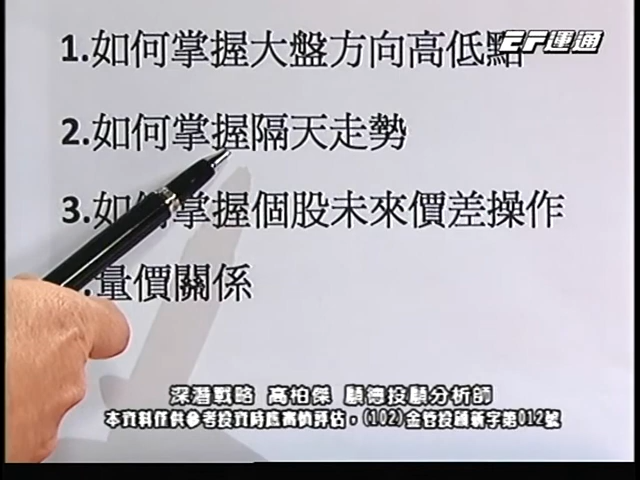 1.如何掌握大盤方向高低點
EF運通
2.如何掌握隔天走勢
3.如何掌握個股未來價差操作
.量價關係
深潛戰略 高柏傑 顧德投顧分析師
本資料僅供參考投資時應審慎評估，(102)金管投顧新字第012號